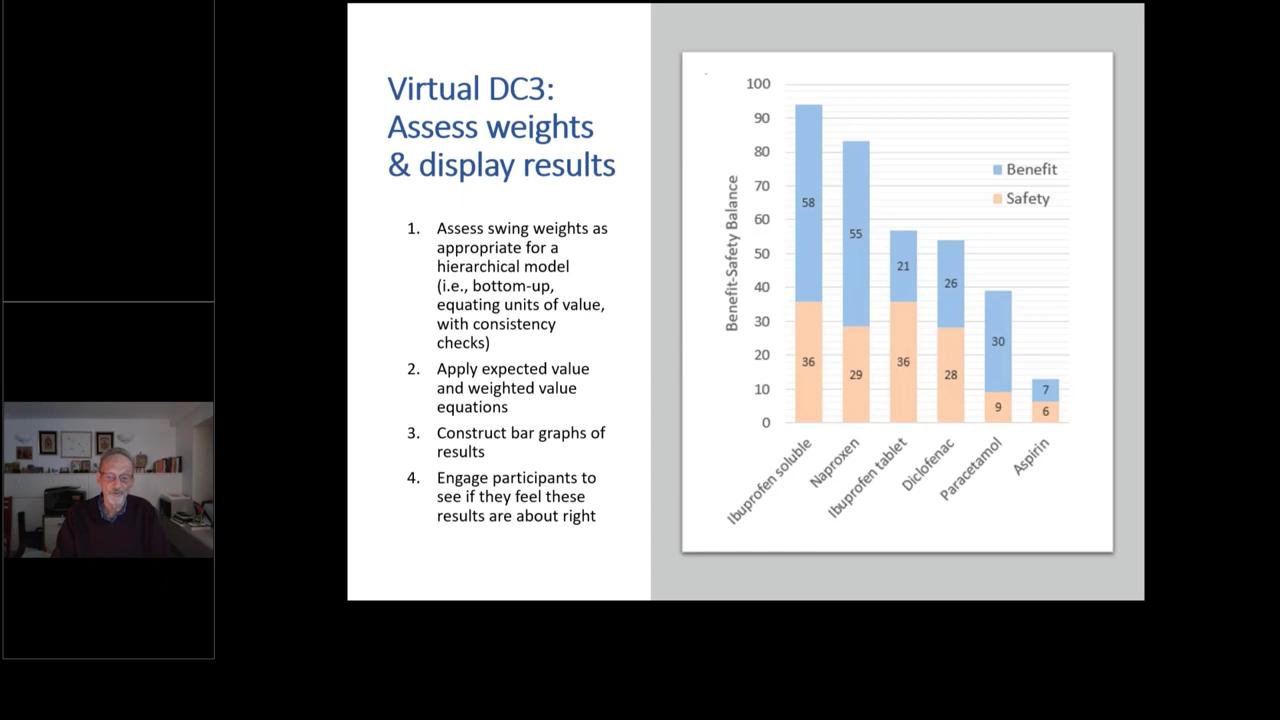 Virtual DC3:
Assess weights
& display results
1. Assess swing weights as
appropriate for a
hierarchical model
(i.e., bottom-up,
equating units of value,
with consistency
checks)
2. Apply expected value
and weighted value
equations
3. Construct bar graphs of
results
4. Engage participants to
see if they feel these
results are about right
Benefit-Safety Balance
100
90
80
70
60
50
40
30
20
10
0
Benefit
Safety
58
36
55
29
21
36
26
28
30
9
7
6
Ibuprofen soluble
Naproxen
Ibuprofen tablet
Diclofenac
Paracetamol
Aspirin